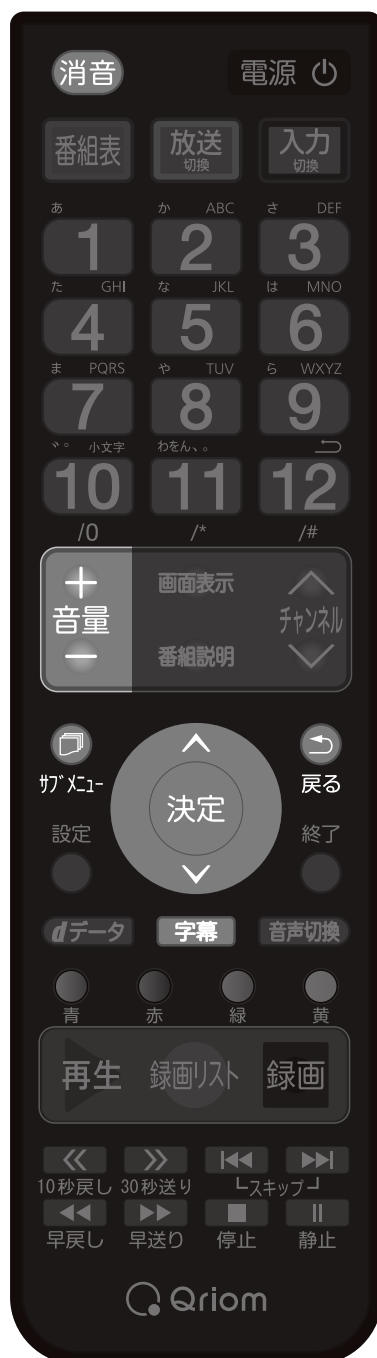 消音 電源
番組表 放送切換 入力切換
あ か ABC さ DEF
1 2 3
た GHI な JKL は MNO
4 5 6
ま PQRS や TUV ら WXYZ
7 8 9
゛゜ 小文字 わをん、。
10 11 12
/0 /* /#
+ 画面表示
音量 チャンネル
− 番組説明
サブメニュー 決定 戻る
設定 終了
dデータ 字幕 音声切換
青 赤 緑 黄
再生 録画リスト 録画
10秒戻し 30秒送り スキップ
早戻し 早送り 停止 静止
Qriom